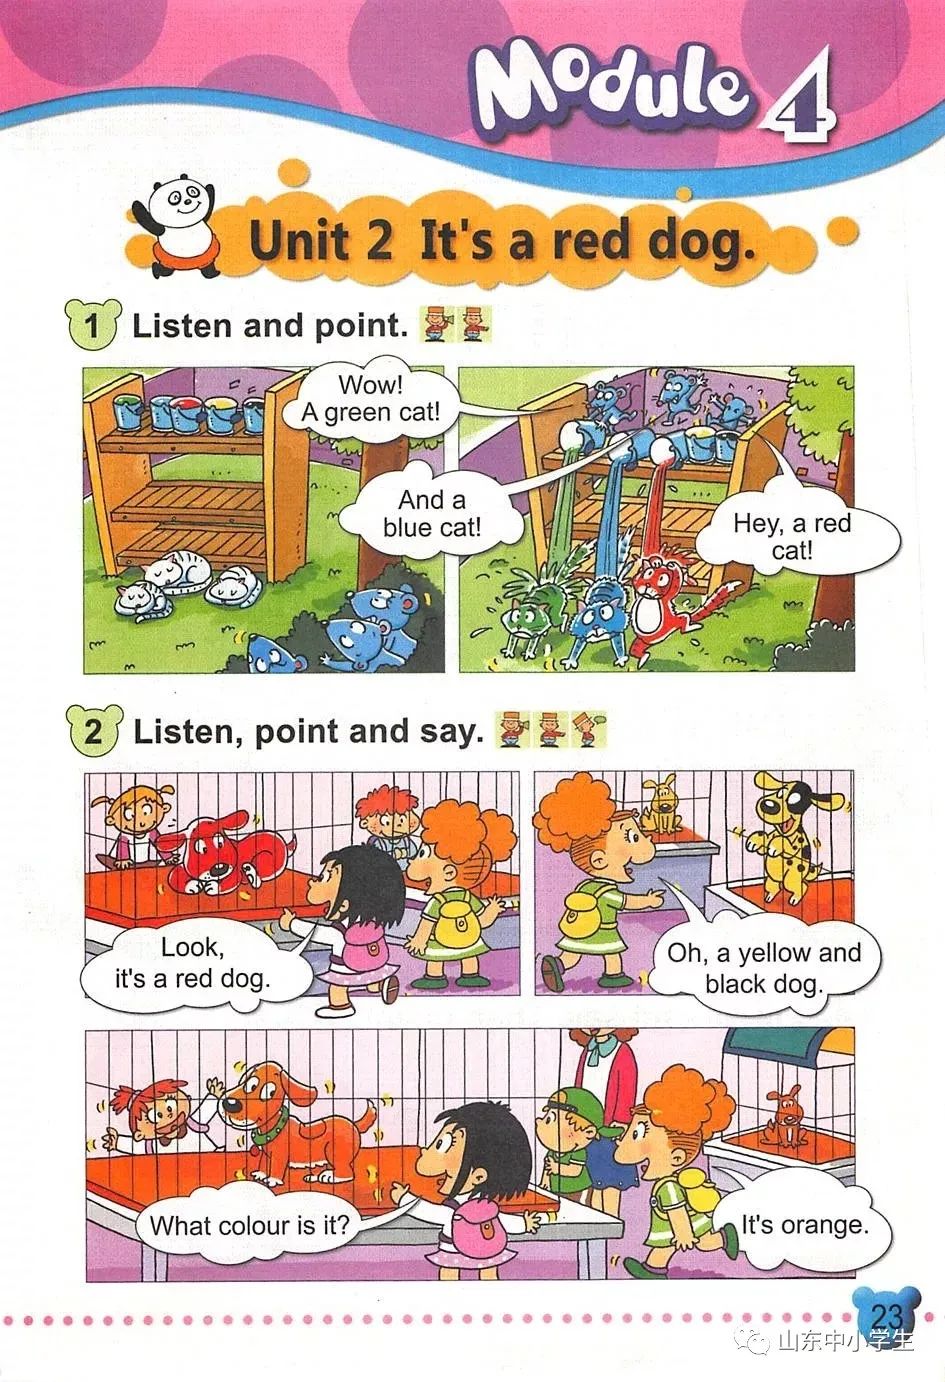 Module 4
Unit 2 It's a red dog.
1 Listen and point.
Wow!
A green cat!
And a
blue cat!
Hey, a red
cat!
2 Listen, point and say.
Look,
it's a red dog.
Oh, a yellow and
black dog.
What colour is it?
It's orange.
23
山东中小学生